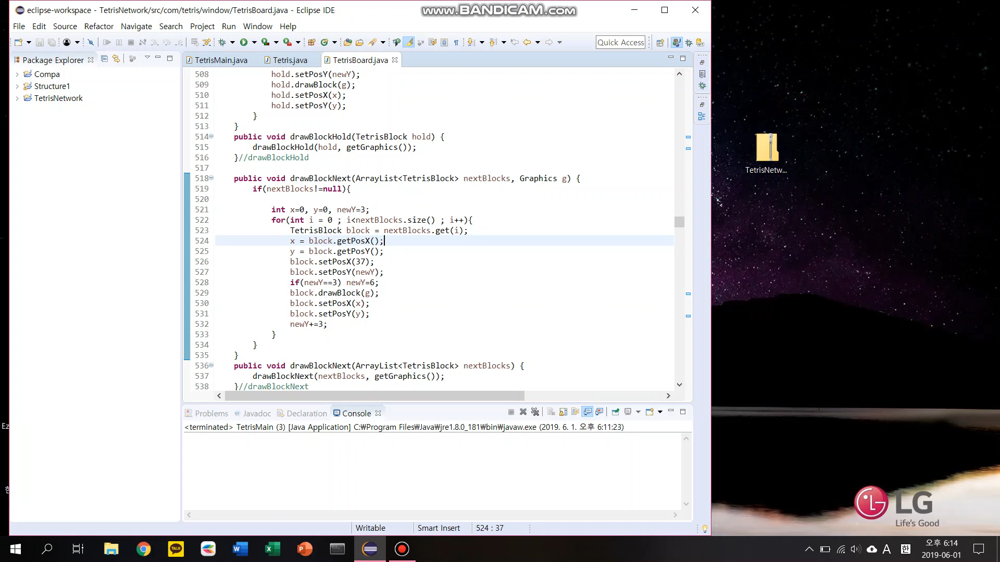 eclipse-workspace - TetrisNetwork/src/com/tetris/window/TetrisBoard.java - Eclipse IDE
www.BANDICAM.com
File Edit Source Refactor Navigate Search Project Run Window Help
Quick Access
Package Explorer
Compa
Structure1
TetrisNetwork
TetrisMain.java Tetris.java TetrisBoard.java
508 hold.setPosY(newY);
509 hold.drawBlock(g);
510 hold.setPosX(x);
511 hold.setPosY(y);
512 }
513 }
514 public void drawBlockHold(TetrisBlock hold) {
515 drawBlockHold(hold, getGraphics());
516 }//drawBlockHold
517
518 public void drawBlockNext(ArrayList<TetrisBlock> nextBlocks, Graphics g) {
519 if(nextBlocks!=null){
520
521 int x=0, y=0, newY=3;
522 for(int i = 0 ; i<nextBlocks.size() ; i++){
523 TetrisBlock block = nextBlocks.get(i);
524 x = block.getPosX();
525 y = block.getPosY();
526 block.setPosX(37);
527 block.setPosY(newY);
528 if(newY==3) newY=6;
529 block.drawBlock(g);
530 block.setPosX(x);
531 block.setPosY(y);
532 newY+=3;
533 }
534 }
535 }
536 public void drawBlockNext(ArrayList<TetrisBlock> nextBlocks) {
537 drawBlockNext(nextBlocks, getGraphics());
538 }//drawBlockNext
Problems @ Javadoc Declaration Console
<terminated> TetrisMain (3) [Java Application] C:₩Program Files₩Java₩jre1.8.0_181₩bin₩javaw.exe (2019. 6. 1. 오후 6:11:23)
Writable Smart Insert 524 : 37
TetrisNetw...
Ez
LG
Life's Good
TALK
A 한 오후 6:14
2019-06-01